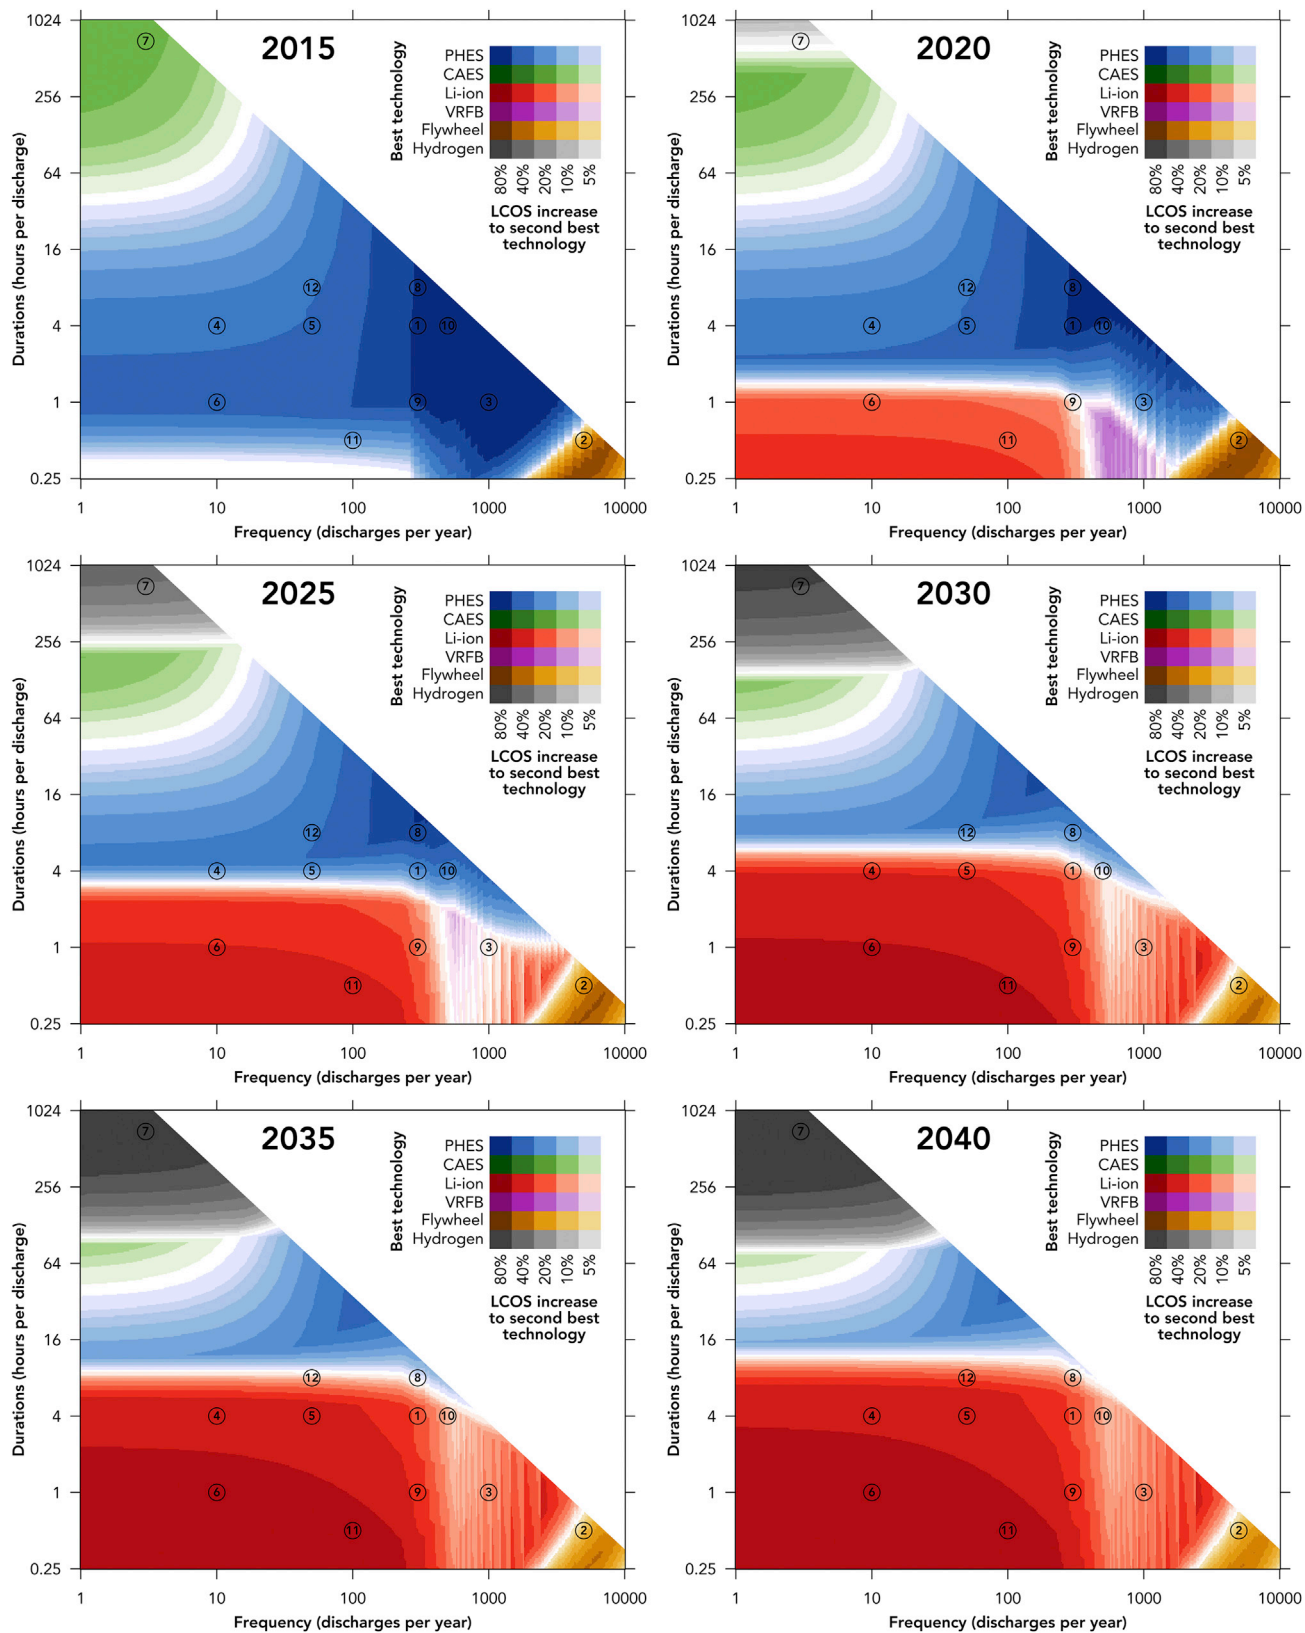 2015
Durations (hours per discharge)
1024
256
64
16
4
1
0.25
Best technology
PHES
CAES
Li-ion
VRFB
Flywheel
Hydrogen
80% 40% 20% 10% 5%
LCOS increase
to second best
technology
7
12
8
4
5
1
10
6
9
3
11
2
1 10 100 1000 10000
Frequency (discharges per year)
2020
Durations (hours per discharge)
1024
256
64
16
4
1
0.25
Best technology
PHES
CAES
Li-ion
VRFB
Flywheel
Hydrogen
80% 40% 20% 10% 5%
LCOS increase
to second best
technology
7
12
8
4
5
1
10
6
9
3
11
2
1 10 100 1000 10000
Frequency (discharges per year)
2025
Durations (hours per discharge)
1024
256
64
16
4
1
0.25
Best technology
PHES
CAES
Li-ion
VRFB
Flywheel
Hydrogen
80% 40% 20% 10% 5%
LCOS increase
to second best
technology
7
12
8
4
5
1
10
6
9
3
11
2
1 10 100 1000 10000
Frequency (discharges per year)
2030
Durations (hours per discharge)
1024
256
64
16
4
1
0.25
Best technology
PHES
CAES
Li-ion
VRFB
Flywheel
Hydrogen
80% 40% 20% 10% 5%
LCOS increase
to second best
technology
7
12
8
4
5
1
10
6
9
3
11
2
1 10 100 1000 10000
Frequency (discharges per year)
2035
Durations (hours per discharge)
1024
256
64
16
4
1
0.25
Best technology
PHES
CAES
Li-ion
VRFB
Flywheel
Hydrogen
80% 40% 20% 10% 5%
LCOS increase
to second best
technology
7
12
8
4
5
1
10
6
9
3
11
2
1 10 100 1000 10000
Frequency (discharges per year)
2040
Durations (hours per discharge)
1024
256
64
16
4
1
0.25
Best technology
PHES
CAES
Li-ion
VRFB
Flywheel
Hydrogen
80% 40% 20% 10% 5%
LCOS increase
to second best
technology
7
12
8
4
5
1
10
6
9
3
11
2
1 10 100 1000 10000
Frequency (discharges per year)